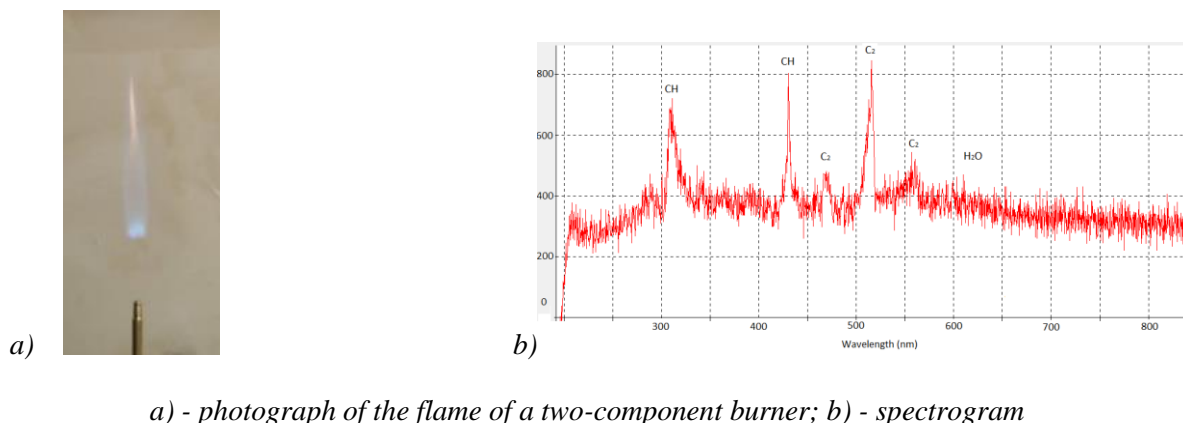 CH
CH
C₂
C₂
C₂
H₂O
800
600
400
200
0
300 400 500 600 700 800
Wavelength (nm)
a)
b)
a) - photograph of the flame of a two-component burner; b) - spectrogram